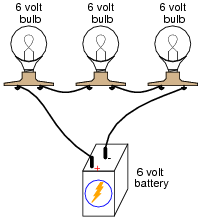 6 volt 6 volt 6 volt
bulb bulb bulb
- +
6 volt
battery